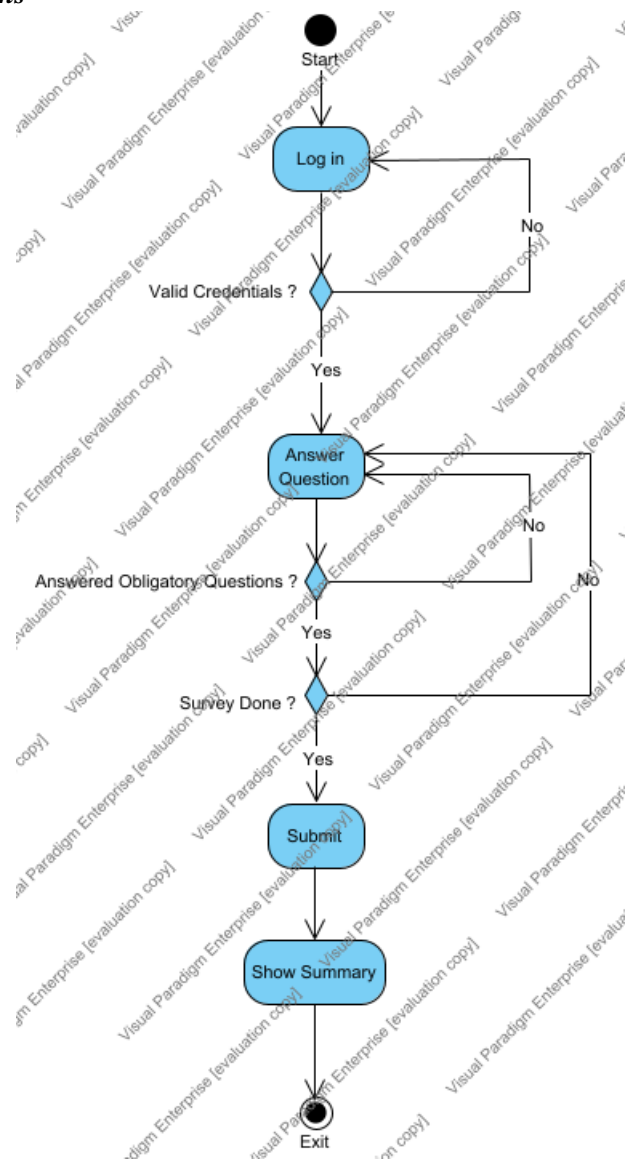 Start
Log in
No
Valid Credentials ?
Yes
Answer
Question
No
Answered Obligatory Questions ?
No
Yes
Survey Done ?
Yes
Submit
Show Summary
Exit
Visual Paradigm Enterprise [evaluation copy]